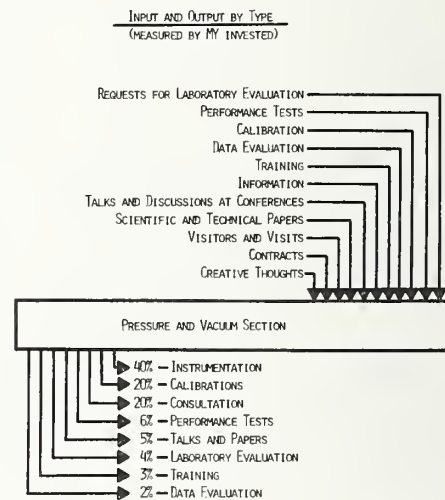 INPUT AND OUTPUT BY TYPE
(MEASURED BY MY INVESTED)
REQUESTS FOR LABORATORY EVALUATION
PERFORMANCE TESTS
CALIBRATION
DATA EVALUATION
TRAINING
INFORMATION
TALKS AND DISCUSSIONS AT CONFERENCES
SCIENTIFIC AND TECHNICAL PAPERS
VISITORS AND VISITS
CONTRACTS
CREATIVE THOUGHTS
PRESSURE AND VACUUM SECTION
40% — INSTRUMENTATION
20% — CALIBRATIONS
20% — CONSULTATION
6% — PERFORMANCE TESTS
5% — TALKS AND PAPERS
4% — LABORATORY EVALUATION
3% — TRAINING
2% — DATA EVALUATION